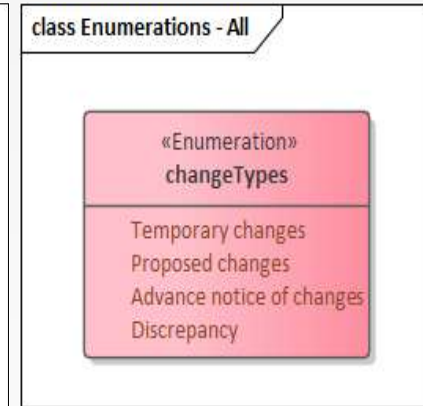 class Enumerations - All
«Enumeration»
changeTypes
Temporary changes
Proposed changes
Advance notice of changes
Discrepancy